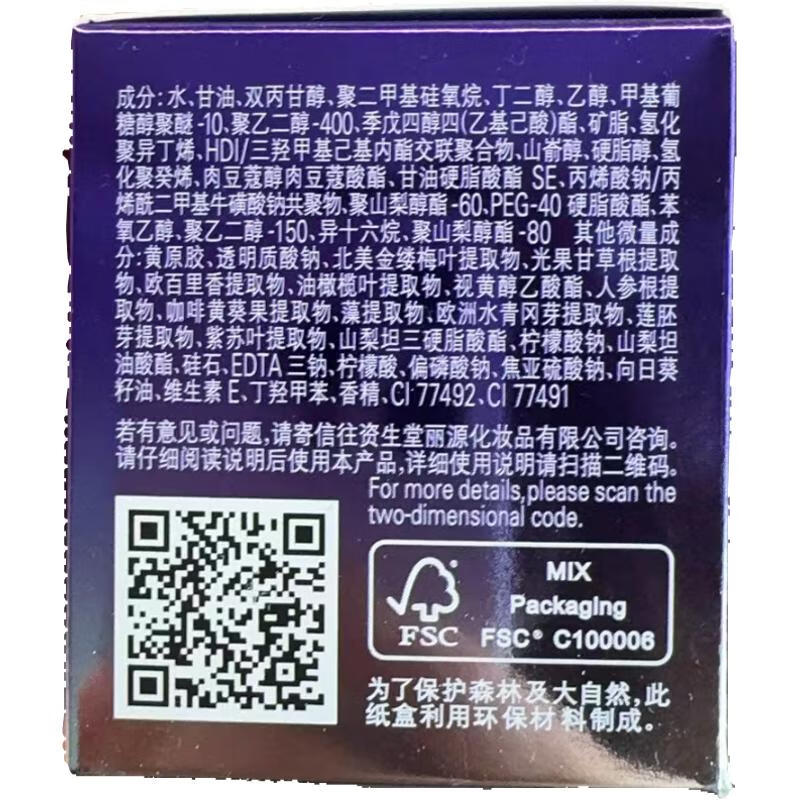 成分:水、甘油、双丙甘醇、聚二甲基硅氧烷、丁二醇、乙醇、甲基葡
糖醇聚醚-10、聚乙二醇-400、季戊四醇四(乙基己酸)酯、矿脂、氢化
聚异丁烯、HDI/三羟甲基己基内酯交联聚合物、山嵛醇、硬脂醇、氢
化聚癸烯、肉豆蔻醇肉豆蔻酸酯、甘油硬脂酸酯 SE、丙烯酸钠/丙
烯酰二甲基牛磺酸钠共聚物、聚山梨醇酯-60、PEG-40 硬脂酸酯、苯
氧乙醇、聚乙二醇-150、异十六烷、聚山梨醇酯-80 其他微量成
分:黄原胶、透明质酸钠、北美金缕梅叶提取物、光果甘草根提取
物、欧百里香提取物、油橄榄叶提取物、视黄醇乙酸酯、人参根提
取物、咖啡黄葵果提取物、藻提取物、欧洲水青冈芽提取物、莲胚
芽提取物、紫苏叶提取物、山梨坦三硬脂酸酯、柠檬酸钠、山梨坦
油酸酯、硅石、EDTA 三钠、柠檬酸、偏磷酸钠、焦亚硫酸钠、向日葵
籽油、维生素 E、丁羟甲苯、香精、CI 77492、CI 77491
若有意见或问题,请寄信往资生堂丽源化妆品有限公司咨询。
请仔细阅读说明后使用本产品,详细使用说明请扫描二维码。
For more details,please scan the
two-dimensional code.
MIX
Packaging
FSC FSC® C100006
为了保护森林及大自然,此
纸盒利用环保材料制成。